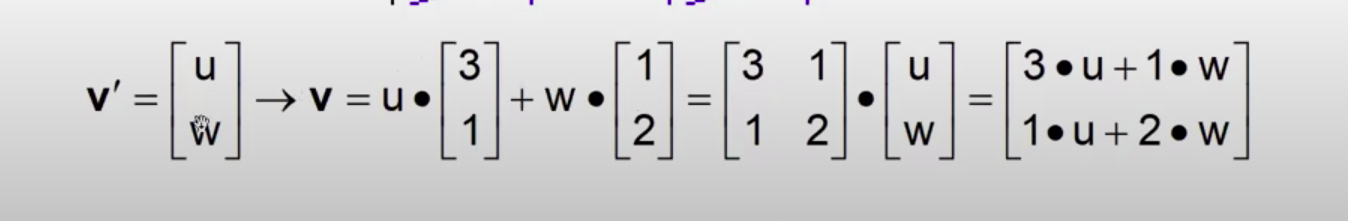 v′ = [u w] → v = u•[3 1] + w•[1 2] = [3 1 1 2]•[u w] = [3•u+1•w 1•u+2•w]